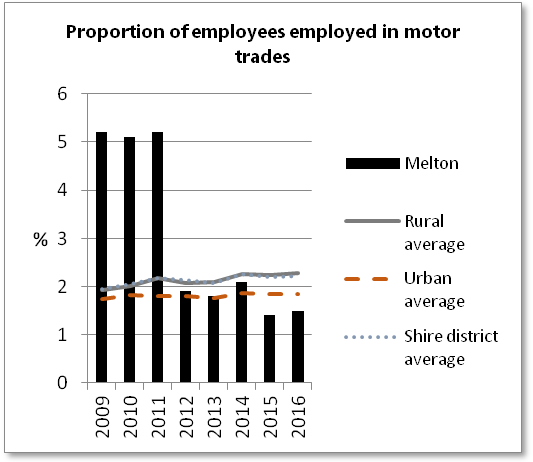 Proportion of employees employed in motor
trades
6
5
4
3
2
1
0
%
2009
2010
2011
2012
2013
2014
2015
2016
Melton
Rural
average
Urban
average
Shire district
average